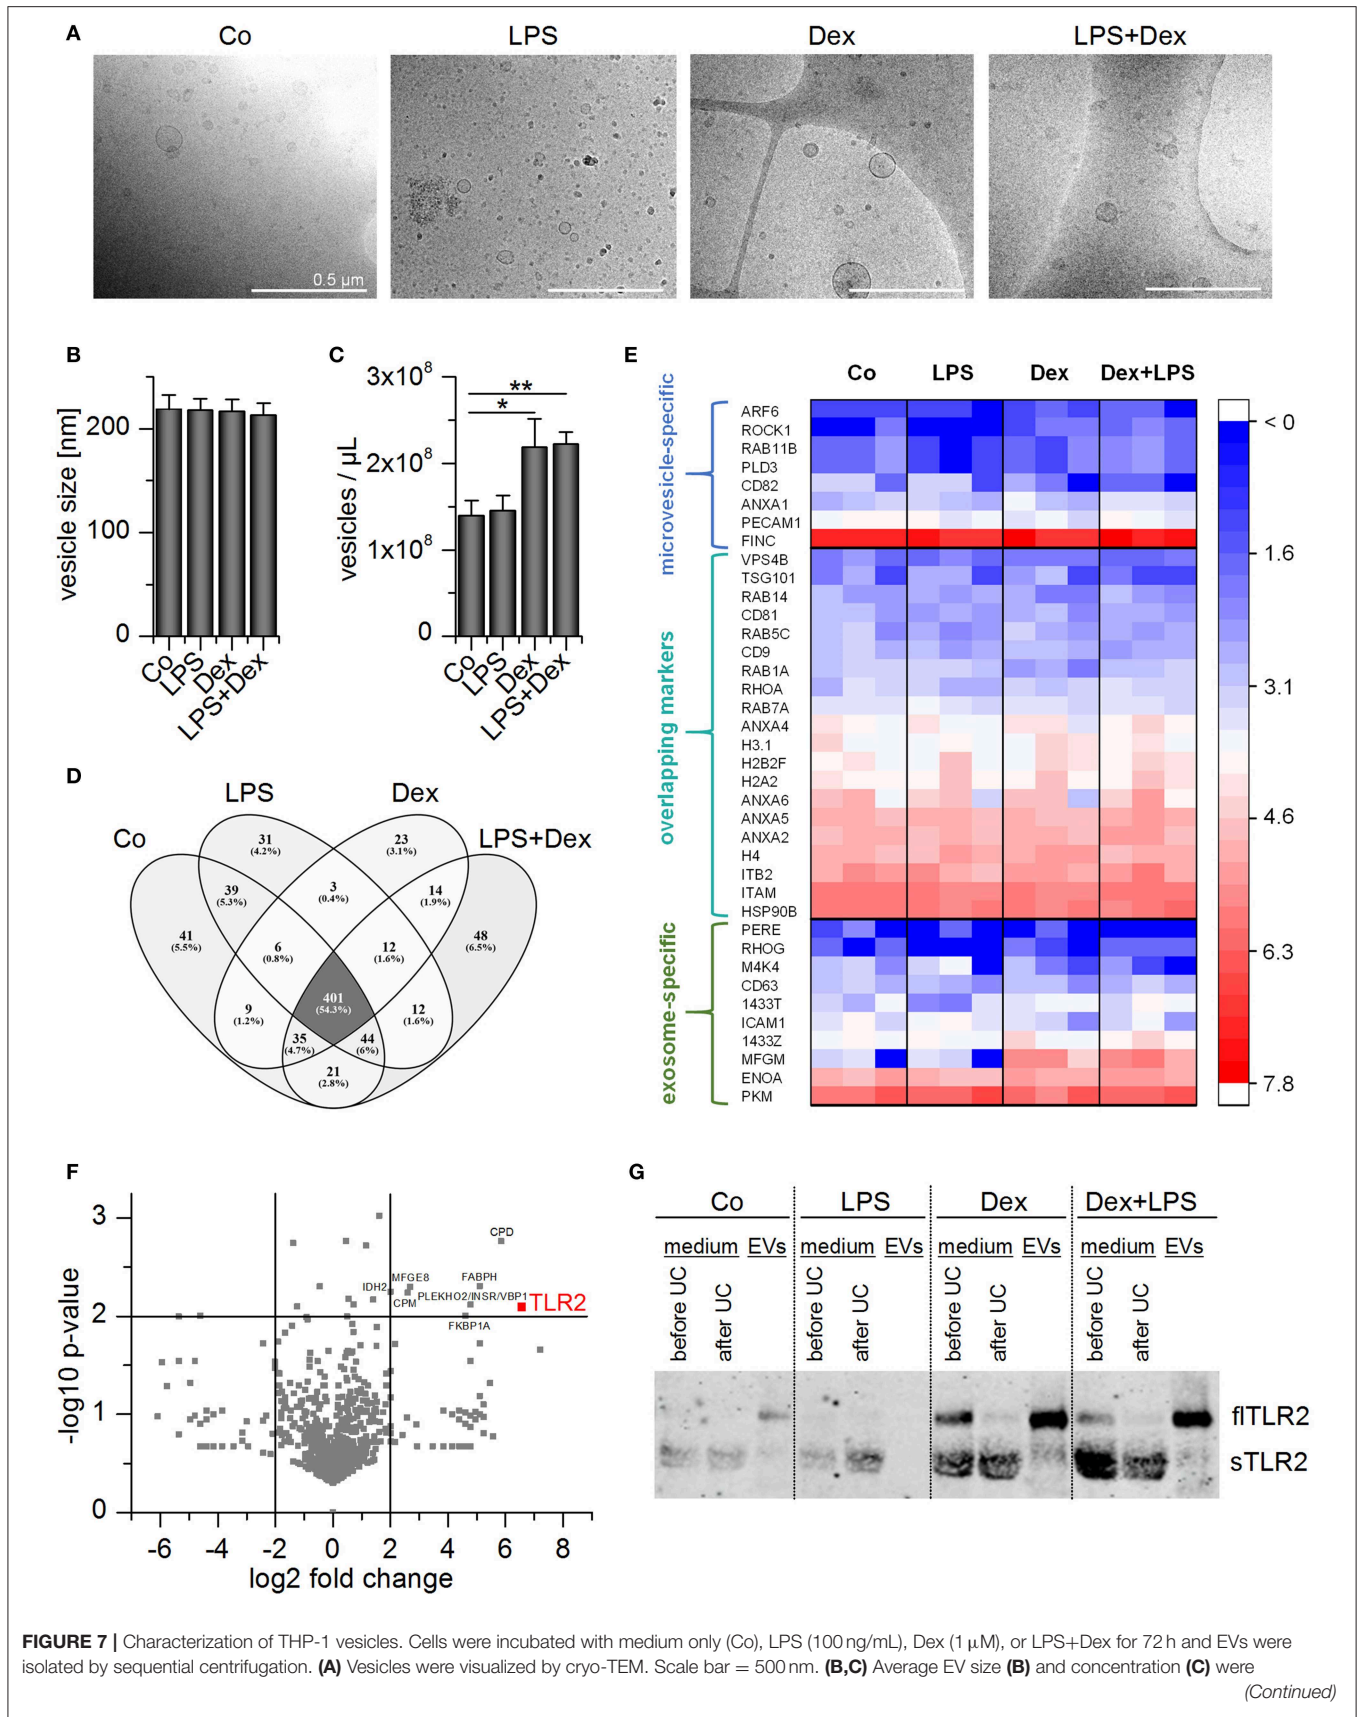 A
Co
LPS
Dex
LPS+Dex
0.5 µm
B
vesicle size [nm]
200
100
0
Co
LPS
Dex
LPS+Dex
C
vesicles / µL
3x10⁸
2x10⁸
1x10⁸
0
**
*
Co
LPS
Dex
LPS+Dex
D
Co
LPS
Dex
LPS+Dex
31
(4.2%)
23
(3.1%)
39
(5.3%)
3
(0.4%)
14
(1.9%)
41
(5.5%)
6
(0.8%)
12
(1.6%)
48
(6.5%)
401
(54.3%)
9
(1.2%)
12
(1.6%)
35
(4.7%)
44
(6%)
21
(2.8%)
E
Co
LPS
Dex
Dex+LPS
microvesicle-specific
ARF6
ROCK1
RAB11B
PLD3
CD82
ANXA1
PECAM1
FINC
overlapping markers
VPS4B
TSG101
RAB14
CD81
RAB5C
CD9
RAB1A
RHOA
RAB7A
ANXA4
H3.1
H2B2F
H2A2
ANXA6
ANXA5
ANXA2
H4
ITB2
ITAM
HSP90B
exosome-specific
PERE
RHOG
M4K4
CD63
1433T
ICAM1
1433Z
MFGM
ENOA
PKM
< 0
1.6
3.1
4.6
6.3
7.8
F
-log10 p-value
3
2
1
0
CPD
MFGE8
FABPH
IDH2
PLEKHO2/INSR/VBP1
CPM
TLR2
FKBP1A
-6 -4 -2 0 2 4 6 8
log2 fold change
G
Co
LPS
Dex
Dex+LPS
medium EVs
medium EVs
medium EVs
medium EVs
before UC
after UC
before UC
after UC
before UC
after UC
before UC
after UC
flTLR2
sTLR2
FIGURE 7 | Characterization of THP-1 vesicles. Cells were incubated with medium only (Co), LPS (100 ng/mL), Dex (1 µM), or LPS+Dex for 72 h and EVs were
isolated by sequential centrifugation. (A) Vesicles were visualized by cryo-TEM. Scale bar = 500 nm. (B,C) Average EV size (B) and concentration (C) were
(Continued)